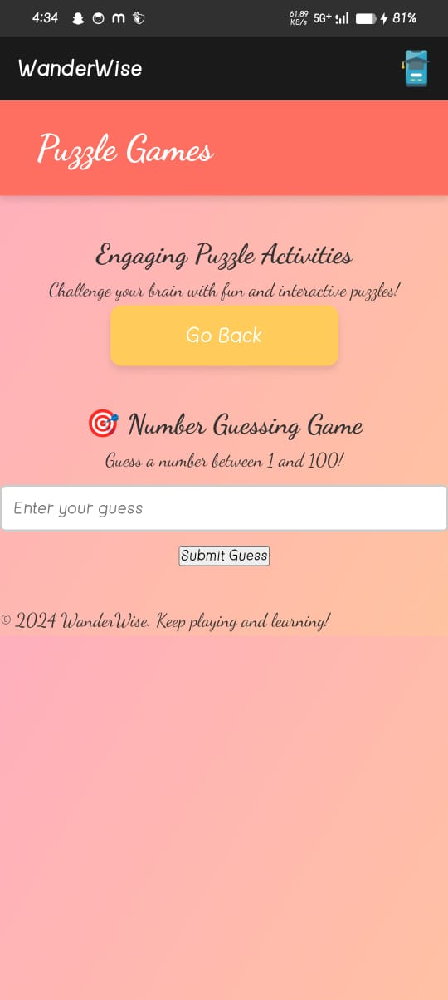 4:34 61.89 KB/s 5G+ 81%
WanderWise
Puzzle Games
Engaging Puzzle Activities
Challenge your brain with fun and interactive puzzles!
Go Back
🎯 Number Guessing Game
Guess a number between 1 and 100!
Enter your guess
Submit Guess
© 2024 WanderWise. Keep playing and learning!